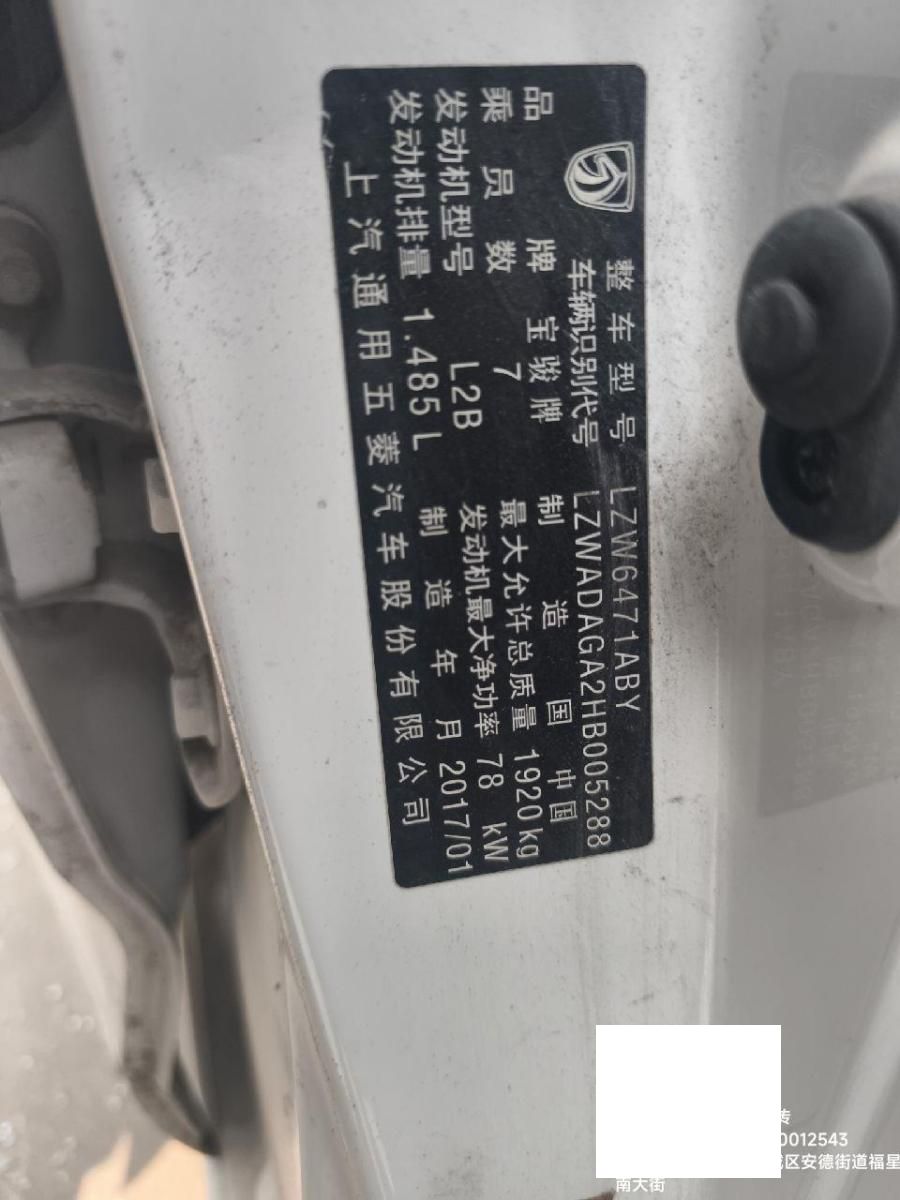 整车型号 LZW6471ABY
车辆识别代号 LZWADAGA2HB005288
品牌 宝骏牌 制造国 中国
乘员数 7 最大允许总质量 1920kg
发动机型号 L2B 发动机最大净功率 78 kW
发动机排量 1.485L 制造年月 2017/01
上汽通用五菱汽车股份有限公司
0012543
区安德街道福星
南大街